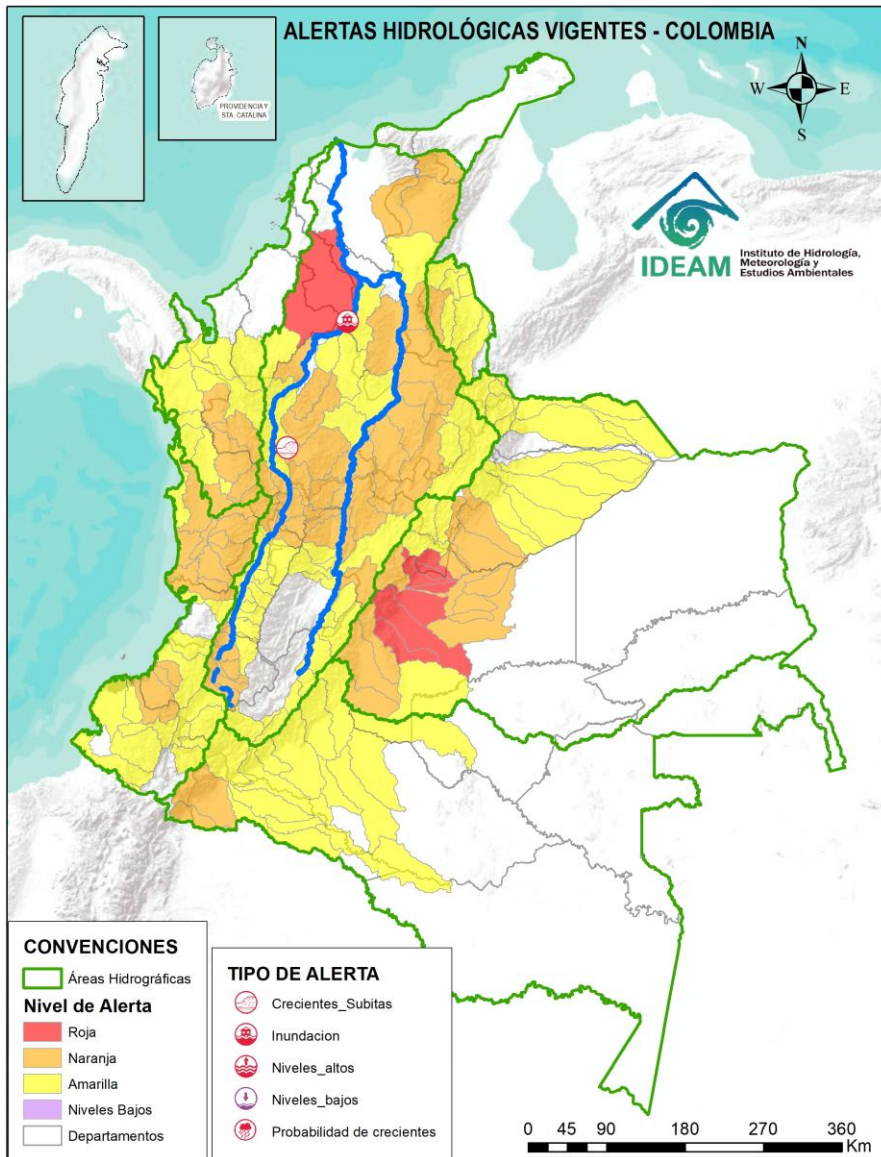 ALERTAS HIDROLÓGICAS VIGENTES - COLOMBIA
PROVIDENCIA Y
STA. CATALINA
N
W
E
S
IDEAM
Instituto de Hidrología,
Meteorología y
Estudios Ambientales
CONVENCIONES
Áreas Hidrográficas
Nivel de Alerta
Roja
Naranja
Amarilla
Niveles Bajos
Departamentos
TIPO DE ALERTA
Crecientes_Subitas
Inundacion
Niveles_altos
Niveles_bajos
Probabilidad de crecientes
0 45 90 180 270 360
Km